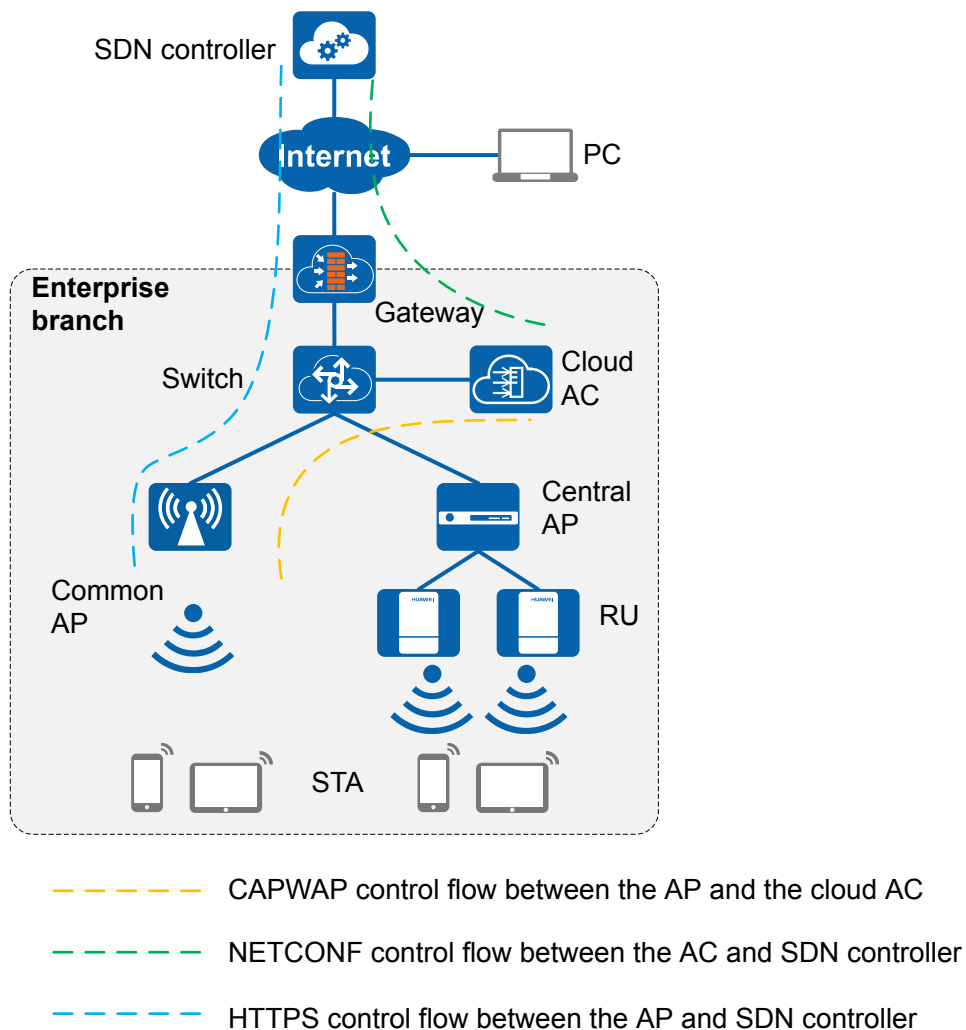 SDN controller
Internet
PC
Enterprise
branch
Gateway
Switch
Cloud
AC
Central
AP
Common
AP
HUAWEI
HUAWEI
RU
STA
CAPWAP control flow between the AP and the cloud AC
NETCONF control flow between the AC and SDN controller
HTTPS control flow between the AP and SDN controller